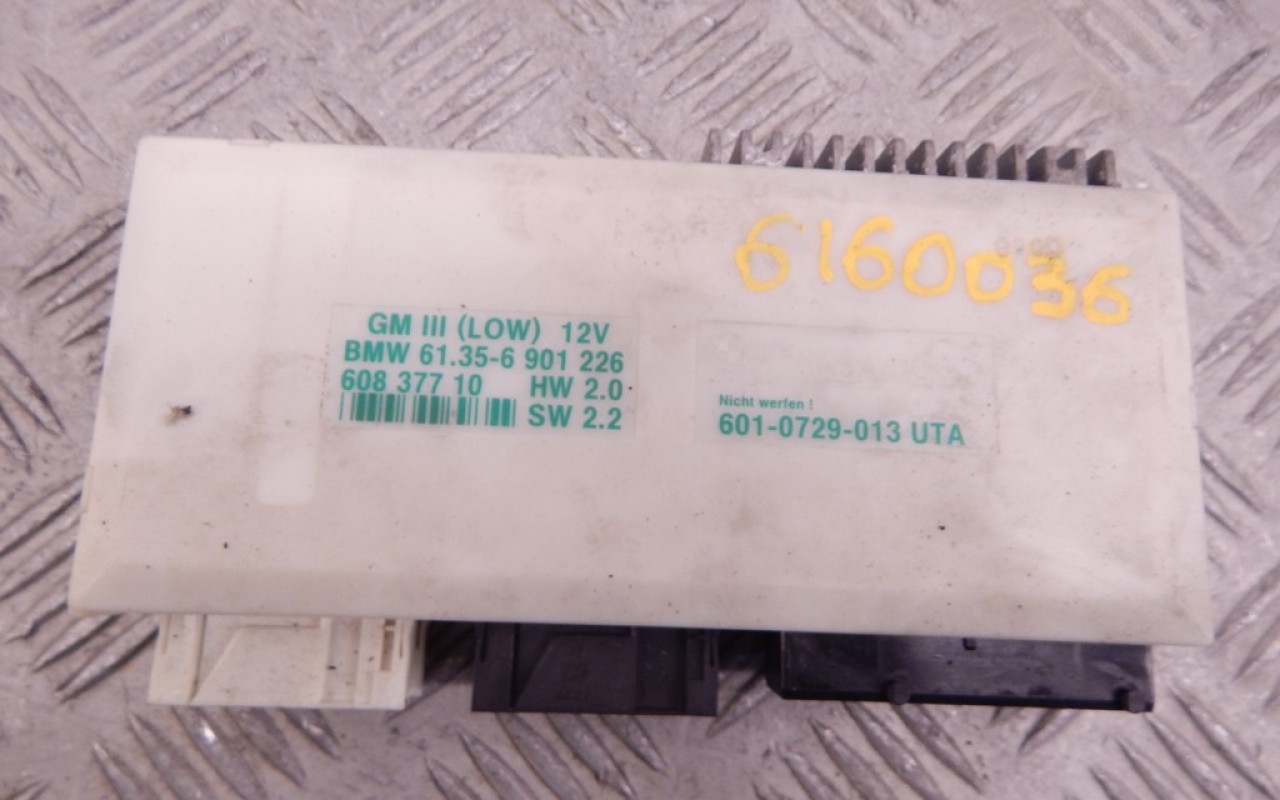 6160036
GM III (LOW) 12V
BMW 61.35-6 901 226
608 377 10 HW 2.0
SW 2.2
Nicht werfen !
601-0729-013 UTA